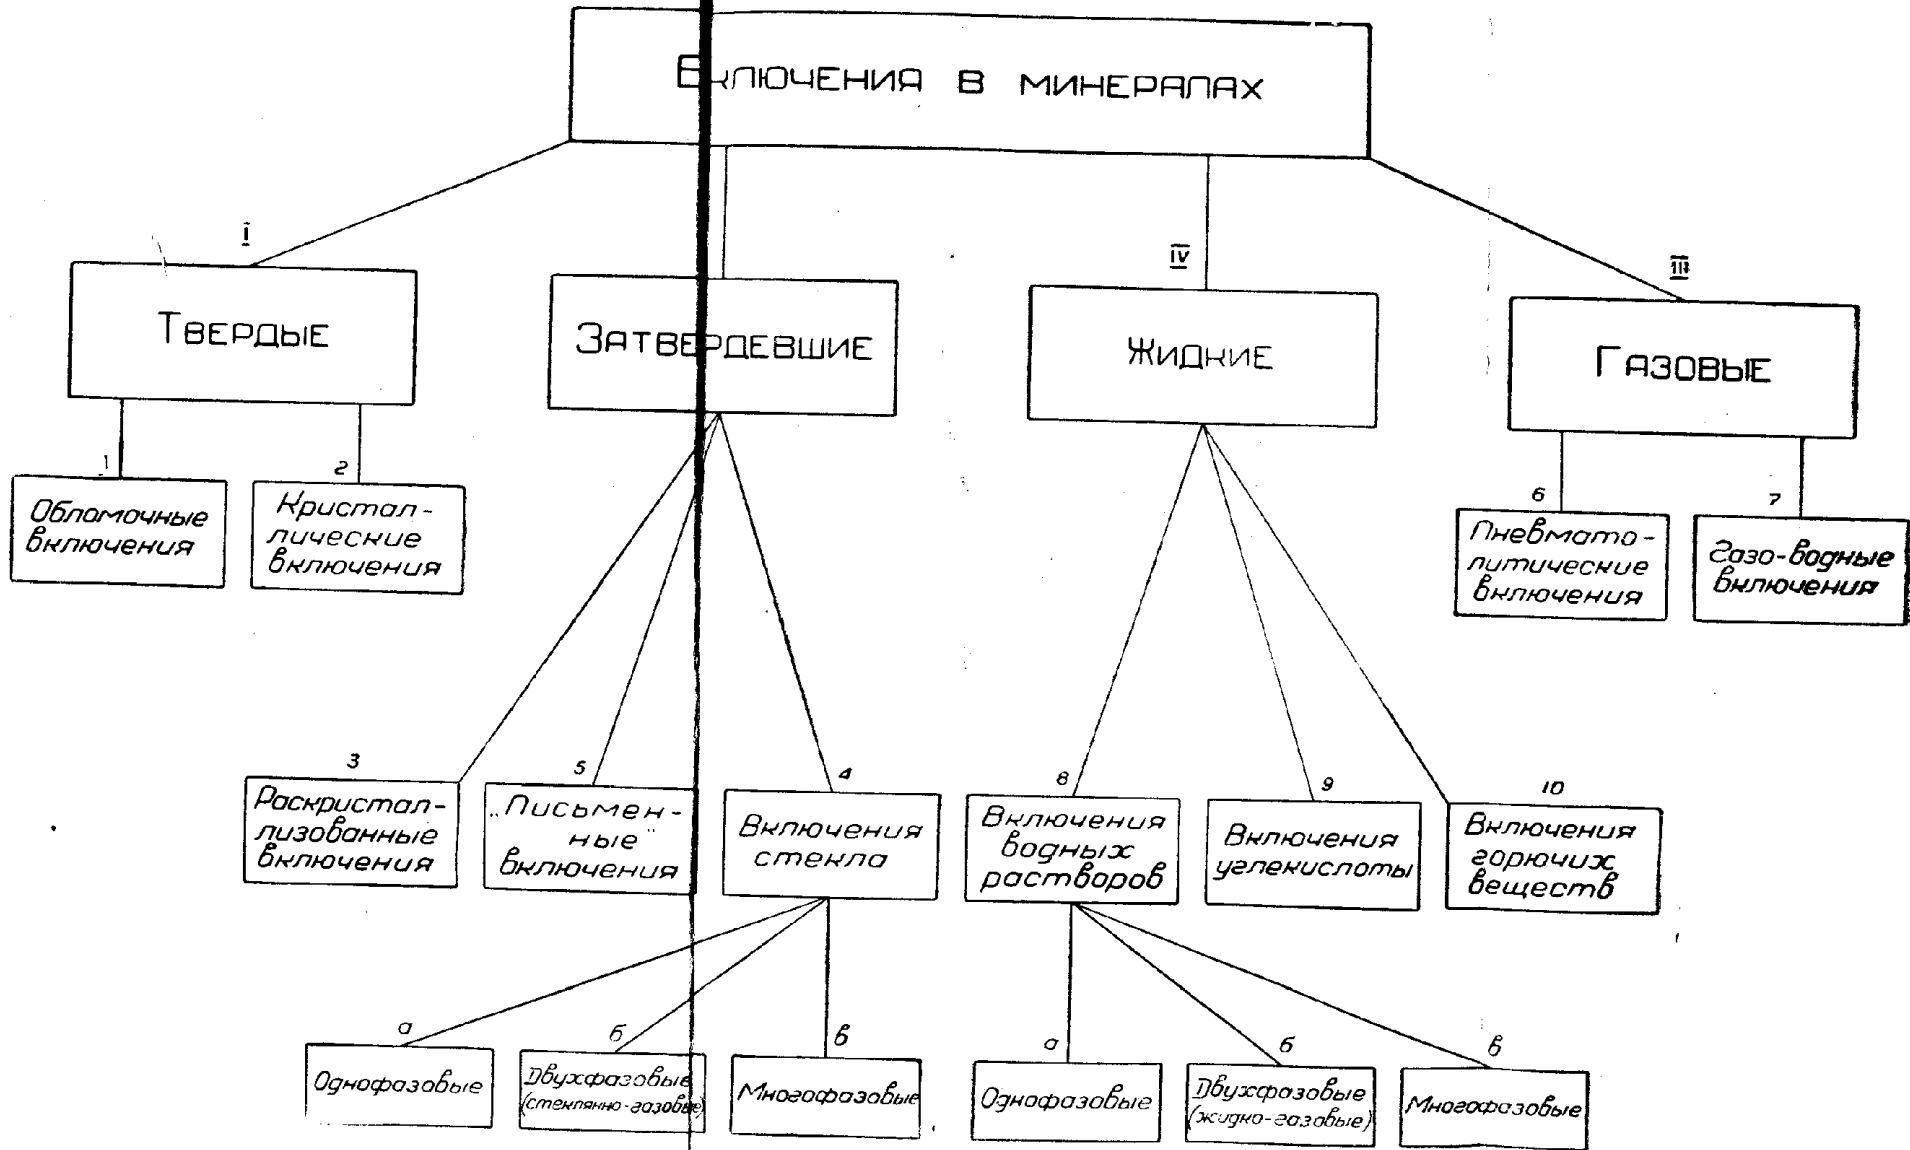 Включения в минералах
I
IV
III
Твердые
Затвердевшие
Жидкие
Газовые
1
2
6
7
Обломочные
включения
Кристал-
лические
включения
Пневмато-
литические
включения
Газо-водные
включения
3
5
4
8
9
10
Раскристал-
лизованные
включения
„Письмен-
ные"
включения
Включения
стекла
Включения
водных
растворов
Включения
углекислоты
Включения
горючих
веществ
а
б
в
а
б
в
Однофазовые
Двухфазовые
(стеклянно-газовые)
Многофазовые
Однофазовые
Двухфазовые
(жидко-газовые)
Многофазовые